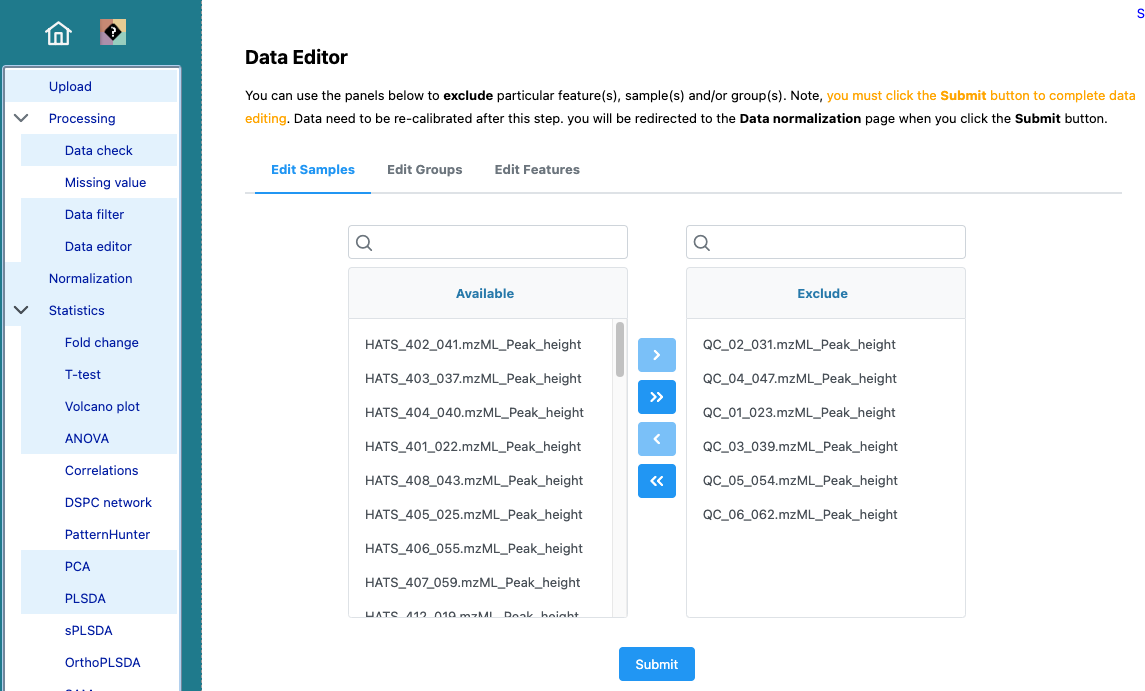 S
?
Upload
Processing
Data check
Missing value
Data filter
Data editor
Normalization
Statistics
Fold change
T-test
Volcano plot
ANOVA
Correlations
DSPC network
PatternHunter
PCA
PLSDA
sPLSDA
OrthoPLSDA
Data Editor
You can use the panels below to exclude particular feature(s), sample(s) and/or group(s). Note, you must click the Submit button to complete data
editing. Data need to be re-calibrated after this step. you will be redirected to the Data normalization page when you click the Submit button.
Edit Samples Edit Groups Edit Features
Available
HATS_402_041.mzML_Peak_height
HATS_403_037.mzML_Peak_height
HATS_404_040.mzML_Peak_height
HATS_401_022.mzML_Peak_height
HATS_408_043.mzML_Peak_height
HATS_405_025.mzML_Peak_height
HATS_406_055.mzML_Peak_height
HATS_407_059.mzML_Peak_height
HATS_412_019.mzML_Peak_height
Exclude
QC_02_031.mzML_Peak_height
QC_04_047.mzML_Peak_height
QC_01_023.mzML_Peak_height
QC_03_039.mzML_Peak_height
QC_05_054.mzML_Peak_height
QC_06_062.mzML_Peak_height
Submit